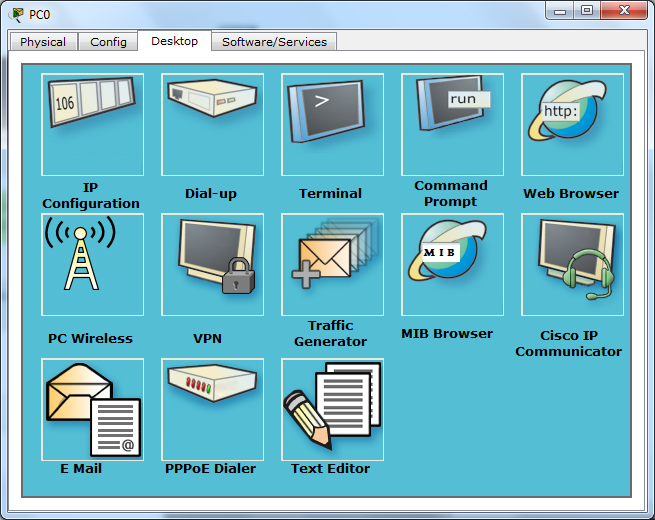 PC0
Physical Config Desktop Software/Services
106
>
run
http:
IP
Configuration
Dial-up
Terminal
Command
Prompt
Web Browser
MIB
PC Wireless
VPN
Traffic
Generator
MIB Browser
Cisco IP
Communicator
@
E Mail
PPPoE Dialer
Text Editor